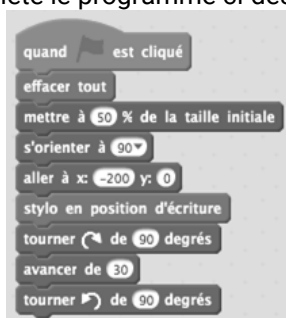 quand est cliqué
effacer tout
mettre à 50 % de la taille initiale
s'orienter à 90
aller à x: -200 y: 0
stylo en position d'écriture
tourner de 90 degrés
avancer de 30
tourner de 90 degrés